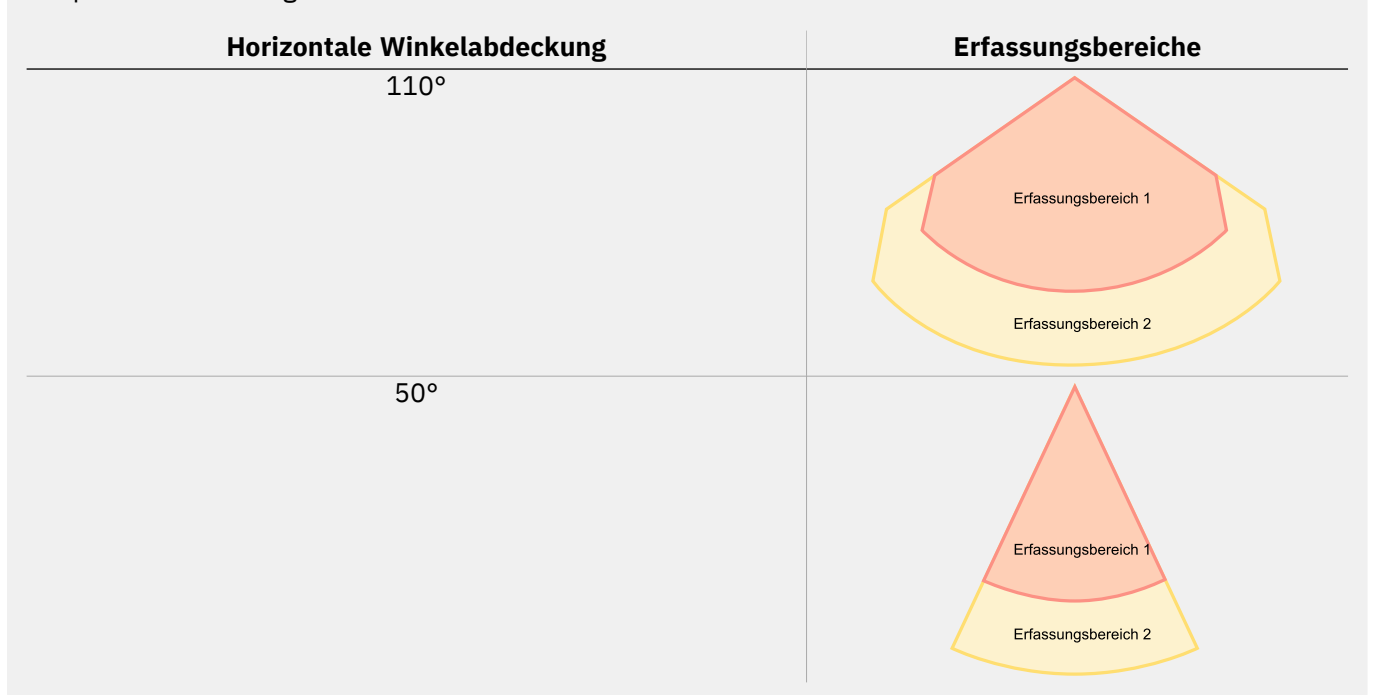 Horizontale Winkelabdeckung Erfassungsbereiche
110°
Erfassungsbereich 1
Erfassungsbereich 2
50°
Erfassungsbereich 1
Erfassungsbereich 2